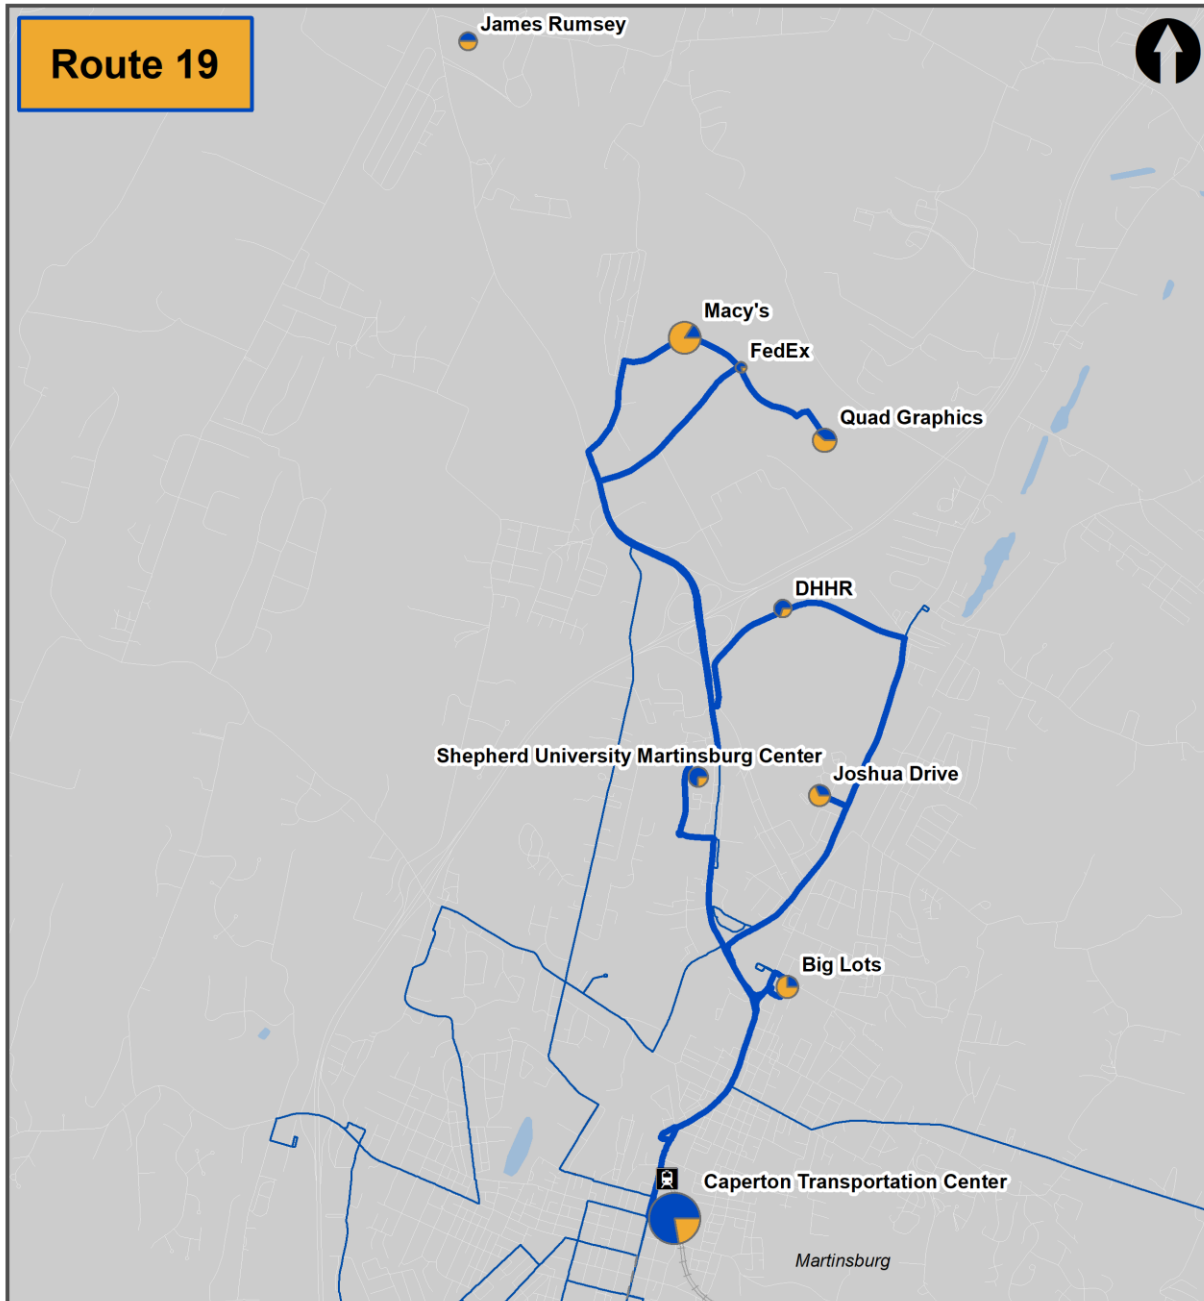 James Rumsey
Route 19
Macy's
FedEx
Quad Graphics
DHHR
Shepherd University Martinsburg Center
Joshua Drive
Big Lots
Caperton Transportation Center
Martinsburg